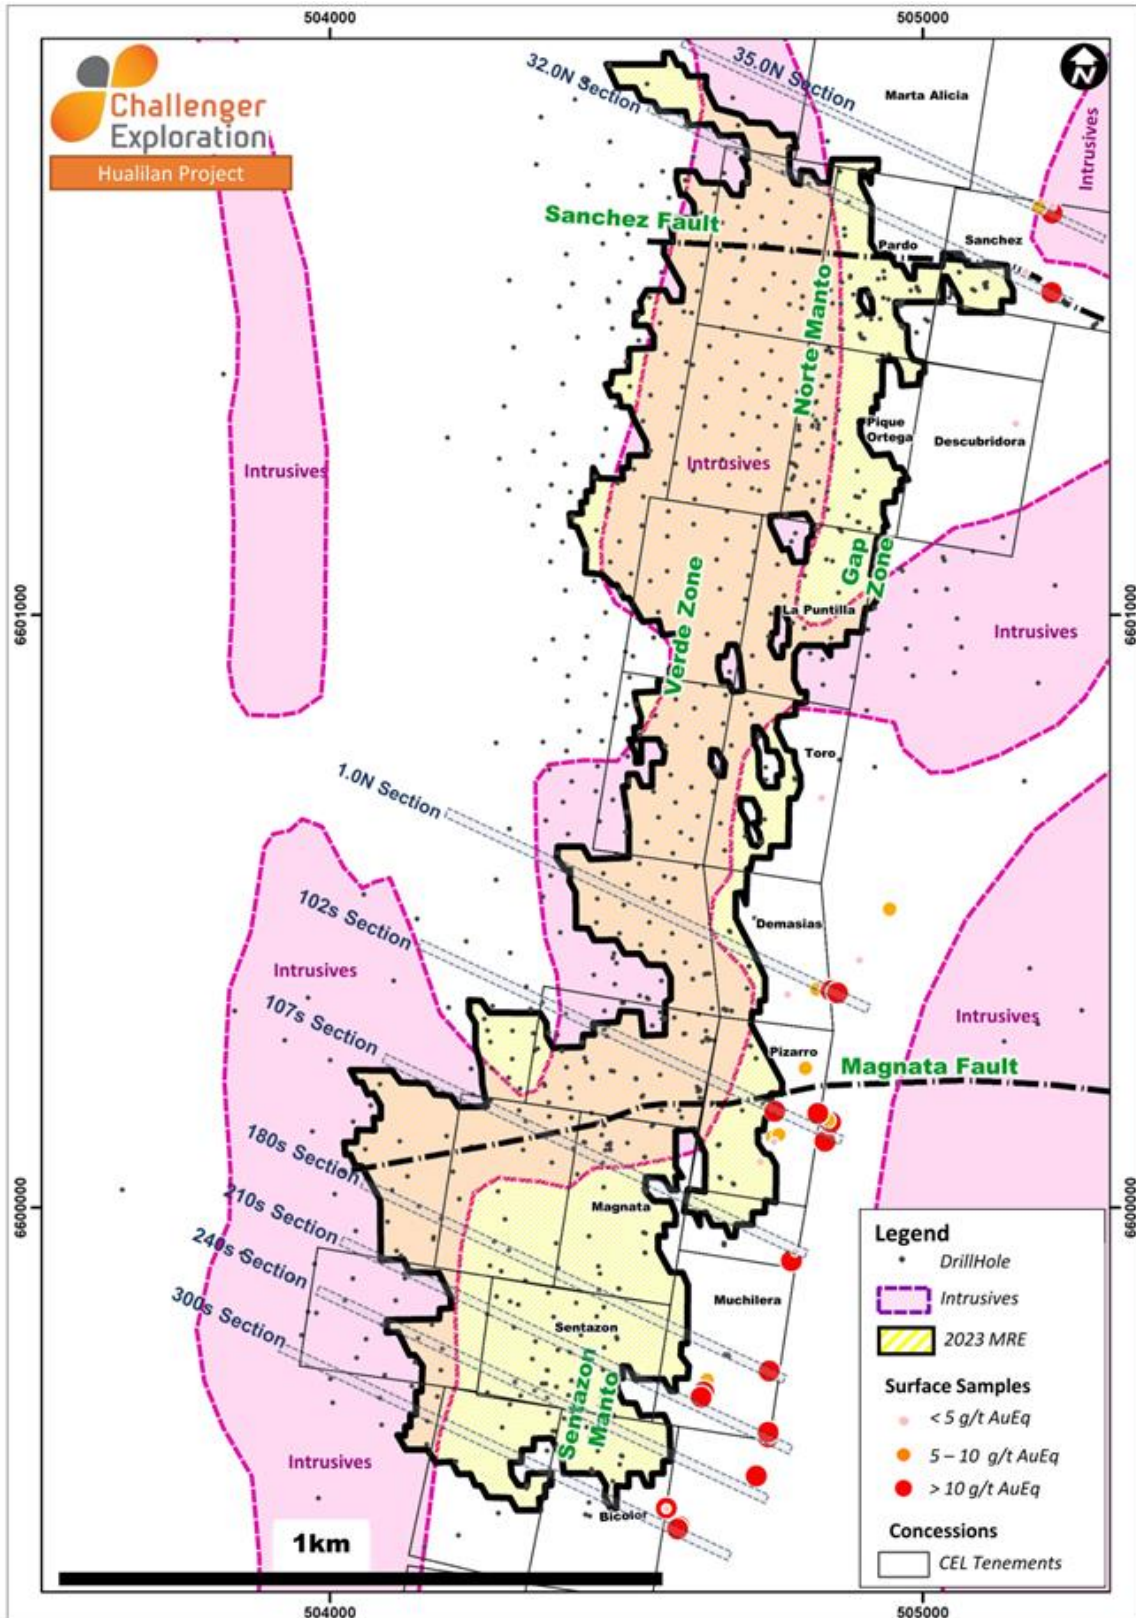 504000
505000
Challenger
Exploration
Hualilan Project
32.0N Section
35.0N Section
N
Marta Alicia
Intrusives
Sanchez Fault
Pardo
Sanchez
Norte Manto
Intrusives
Intrusives
Pique
Ortega
Descubridora
Gap
Zone
6601000
6601000
Verde Zone
La Puntilla
Intrusives
1.0N Section
Toro
102s Section
Demasias
Intrusives
107s Section
Intrusives
Pizarro
Magnata Fault
180s Section
210s Section
Magnata
6600000
6600000
240s Section
300s Section
Muchilera
Sentazon
Sentazon
Manto
Intrusives
Bicolor
1km
Legend
DrillHole
Intrusives
2023 MRE
Surface Samples
< 5 g/t AuEq
5 – 10 g/t AuEq
> 10 g/t AuEq
Concessions
CEL Tenements
504000
505000